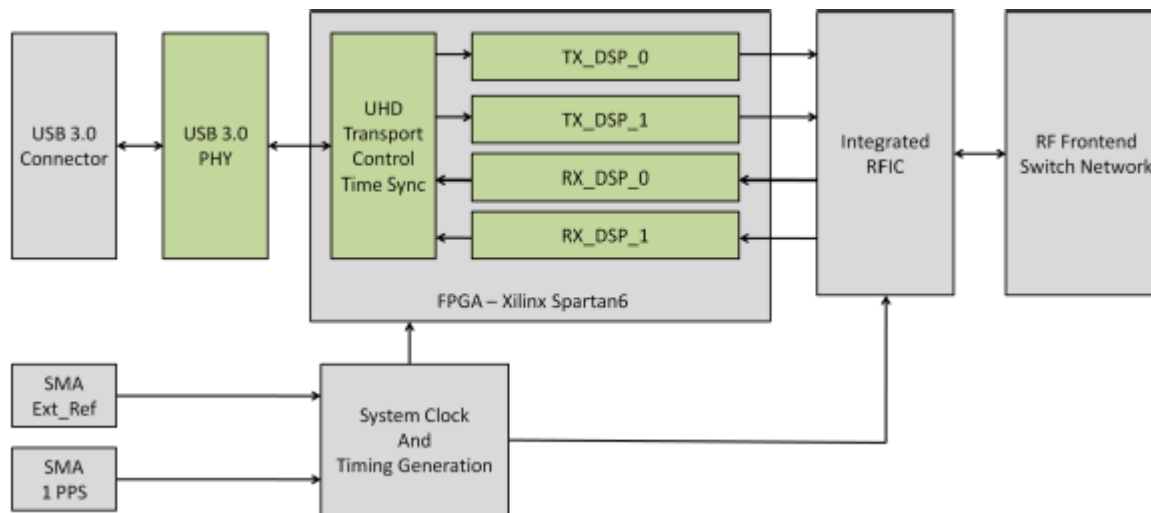 USB 3.0
Connector
USB 3.0
PHY
UHD
Transport
Control
Time Sync
TX_DSP_0
TX_DSP_1
RX_DSP_0
RX_DSP_1
FPGA – Xilinx Spartan6
Integrated
RFIC
RF Frontend
Switch Network
SMA
Ext_Ref
SMA
1 PPS
System Clock
And
Timing Generation